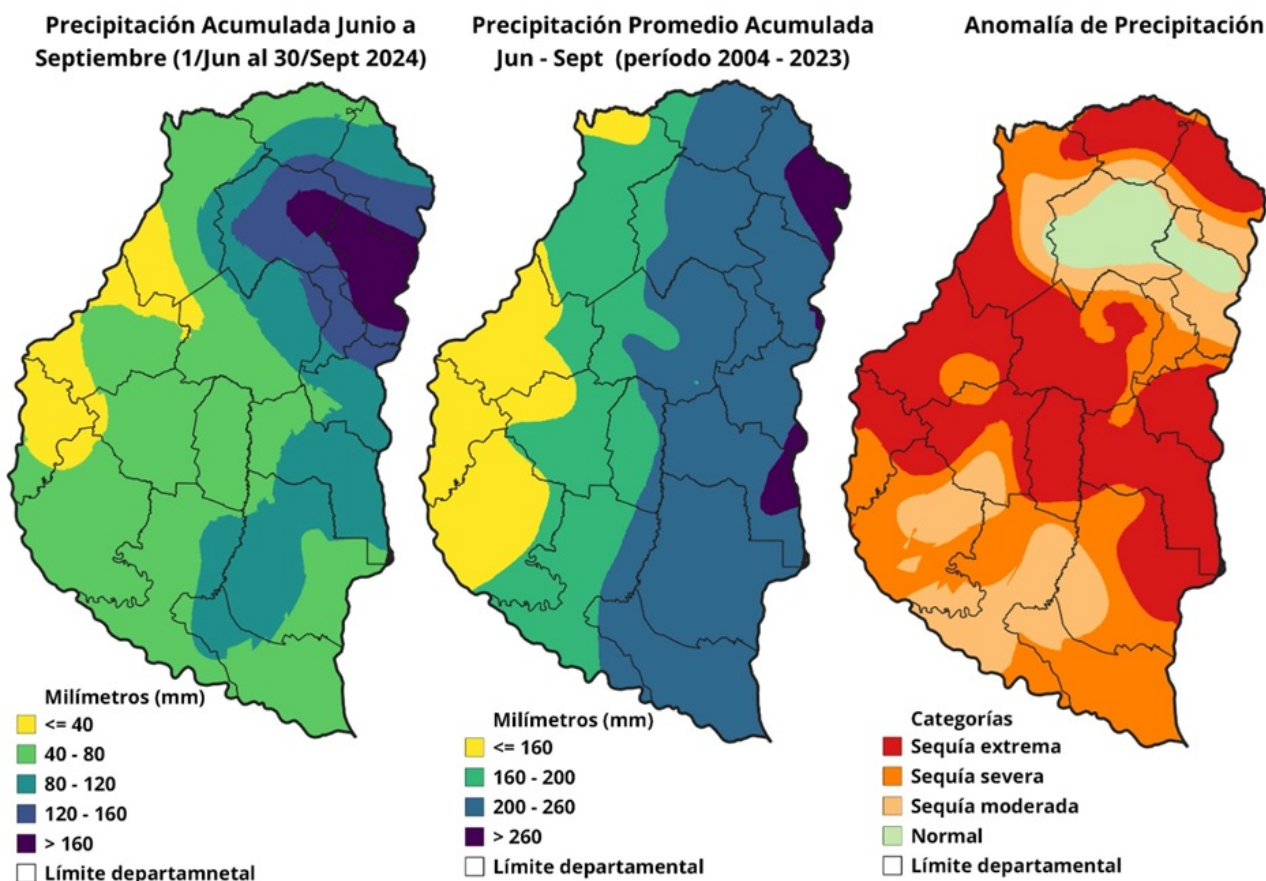 Precipitación Acumulada Junio a
Septiembre (1/Jun al 30/Sept 2024)
Precipitación Promedio Acumulada
Jun - Sept (período 2004 - 2023)
Anomalía de Precipitación
Milímetros (mm)
<= 40
40 - 80
80 - 120
120 - 160
> 160
Límite departamnetal
Milímetros (mm)
<= 160
160 - 200
200 - 260
> 260
Límite departamental
Categorías
Sequía extrema
Sequía severa
Sequía moderada
Normal
Límite departamental